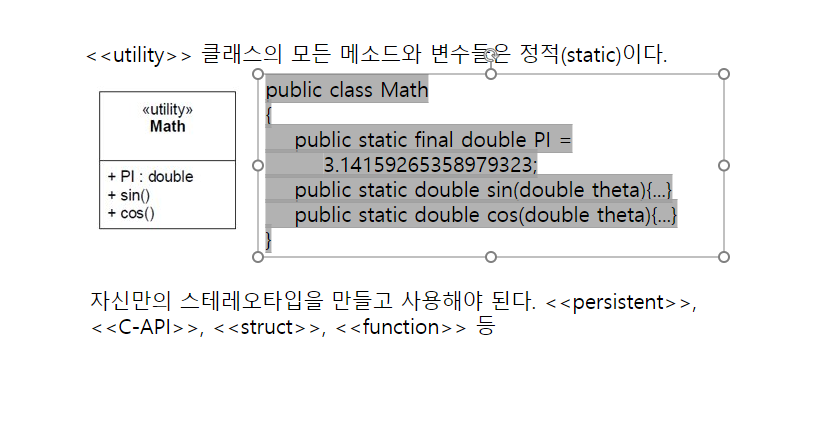 <<utility>> 클래스의 모든 메소드와 변수들은 정적(static)이다.
«utility»
Math
+ PI : double
+ sin()
+ cos()
public class Math
{
public static final double PI =
3.14159265358979323;
public static double sin(double theta){...}
public static double cos(double theta){...}
}
자신만의 스테레오타입을 만들고 사용해야 된다. <<persistent>>,
<<C-API>>, <<struct>>, <<function>> 등